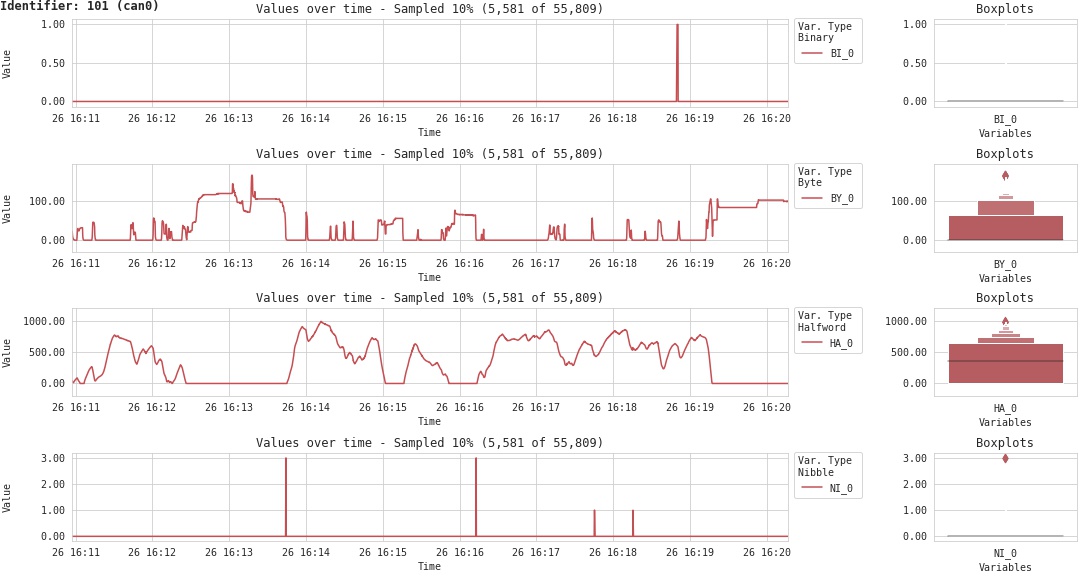 Identifier: 101 (can0)
Values over time - Sampled 10% (5,581 of 55,809)
Boxplots
Value
1.00
0.50
0.00
26 16:11 26 16:12 26 16:13 26 16:14 26 16:15 26 16:16 26 16:17 26 16:18 26 16:19 26 16:20
Time
Var. Type
Binary
BI_0
1.00
0.50
0.00
BI_0
Variables
Values over time - Sampled 10% (5,581 of 55,809)
Boxplots
Value
100.00
0.00
26 16:11 26 16:12 26 16:13 26 16:14 26 16:15 26 16:16 26 16:17 26 16:18 26 16:19 26 16:20
Time
Var. Type
Byte
BY_0
100.00
0.00
BY_0
Variables
Values over time - Sampled 10% (5,581 of 55,809)
Boxplots
Value
1000.00
500.00
0.00
26 16:11 26 16:12 26 16:13 26 16:14 26 16:15 26 16:16 26 16:17 26 16:18 26 16:19 26 16:20
Time
Var. Type
Halfword
HA_0
1000.00
500.00
0.00
HA_0
Variables
Values over time - Sampled 10% (5,581 of 55,809)
Boxplots
Value
3.00
2.00
1.00
0.00
26 16:11 26 16:12 26 16:13 26 16:14 26 16:15 26 16:16 26 16:17 26 16:18 26 16:19 26 16:20
Time
Var. Type
Nibble
NI_0
3.00
2.00
1.00
0.00
NI_0
Variables